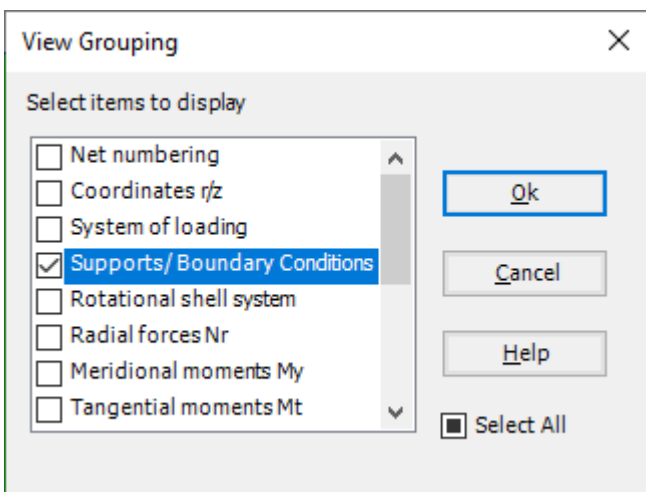 View Grouping
Select items to display
Net numbering
Coordinates r/z
System of loading
Supports/ Boundary Conditions
Rotational shell system
Radial forces Nr
Meridional moments My
Tangential moments Mt
Ok
Cancel
Help
Select All